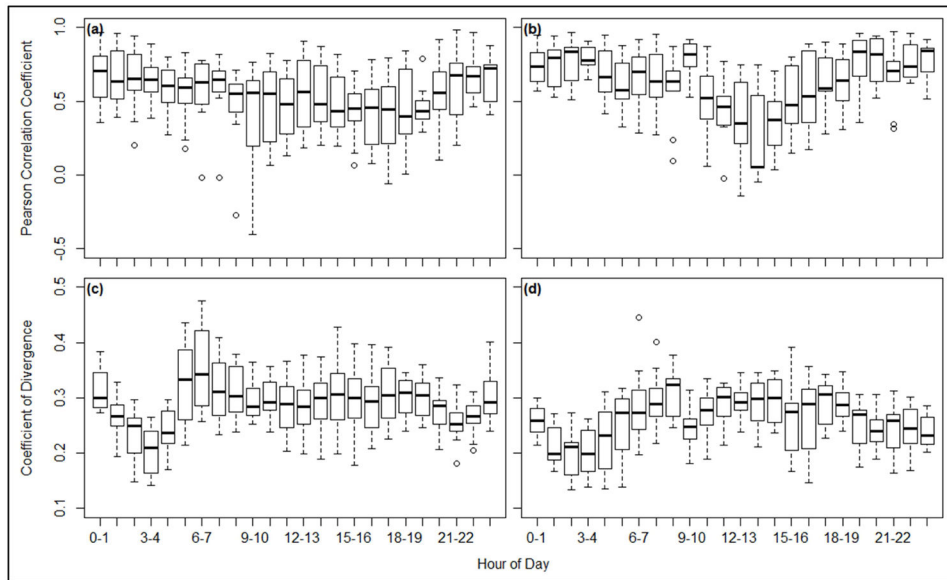 (a)
(b)
Pearson Correlation Coefficient
1.0
0.5
0.0
-0.5
(c)
(d)
Coefficient of Divergence
0.5
0.4
0.3
0.2
0.1
0-1 3-4 6-7 9-10 12-13 15-16 18-19 21-22 0-1 3-4 6-7 9-10 12-13 15-16 18-19 21-22
Hour of Day